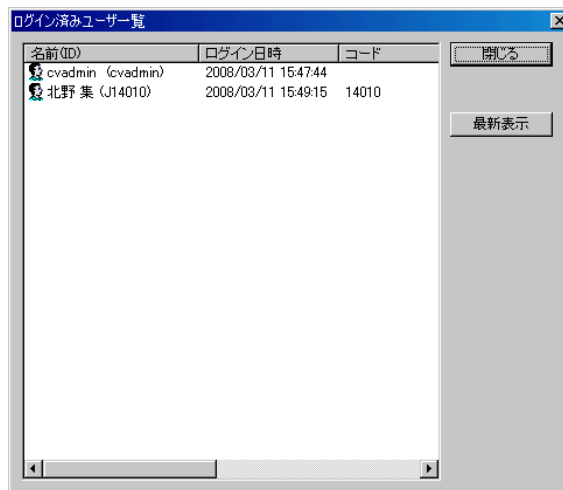 ログイン済みユーザー一覧
名前(ID) ログイン日時 コード
cvadmin (cvadmin) 2008/03/11 15:47:44
北野 集 (J14010) 2008/03/11 15:49:15 14010
閉じる
最新表示